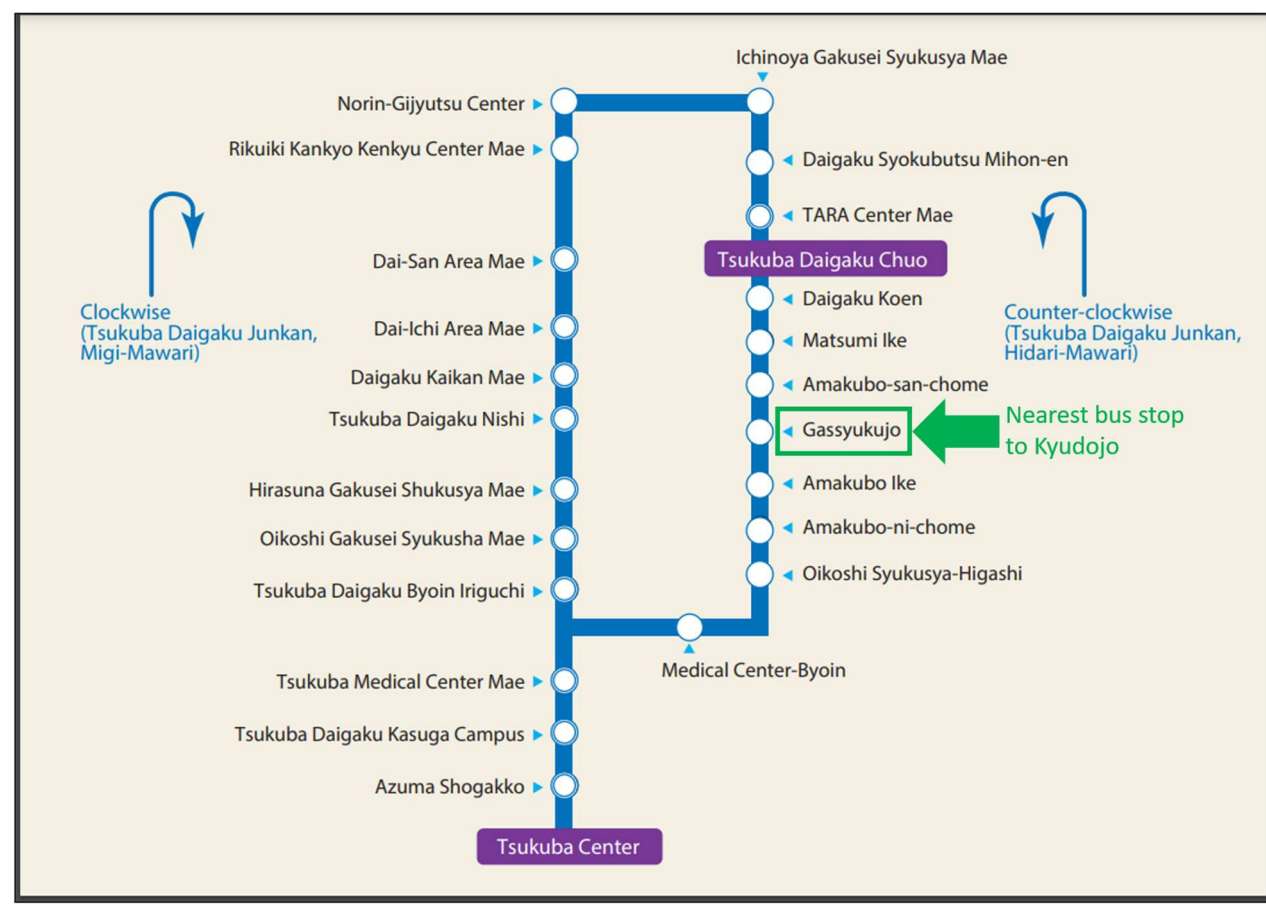 Ichinoya Gakusei Syukusya Mae
Norin-Gijyutsu Center
Rikuiki Kankyo Kenkyu Center Mae
Daigaku Syokubutsu Mihon-en
TARA Center Mae
Tsukuba Daigaku Chuo
Dai-San Area Mae
Daigaku Koen
Clockwise
(Tsukuba Daigaku Junkan,
Migi-Mawari)
Counter-clockwise
(Tsukuba Daigaku Junkan,
Hidari-Mawari)
Dai-Ichi Area Mae
Matsumi Ike
Daigaku Kaikan Mae
Amakubo-san-chome
Tsukuba Daigaku Nishi
Gassyukujo
Nearest bus stop
to Kyudojo
Hirasuna Gakusei Shukusya Mae
Amakubo Ike
Oikoshi Gakusei Syukusha Mae
Amakubo-ni-chome
Tsukuba Daigaku Byoin Iriguchi
Oikoshi Syukusya-Higashi
Medical Center-Byoin
Tsukuba Medical Center Mae
Tsukuba Daigaku Kasuga Campus
Azuma Shogakko
Tsukuba Center